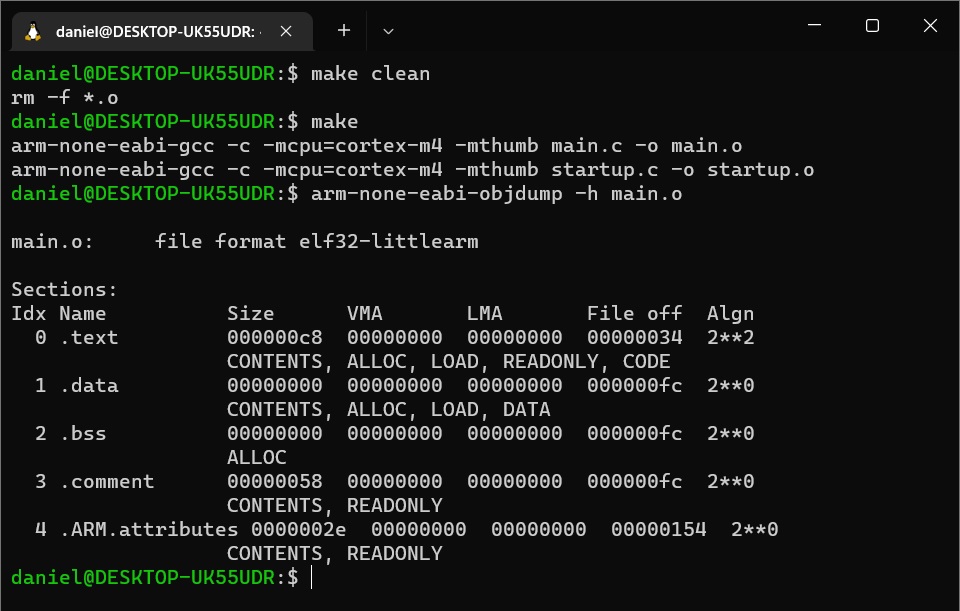 daniel@DESKTOP-UK55UDR: ·
daniel@DESKTOP-UK55UDR:$ make clean
rm -f *.o
daniel@DESKTOP-UK55UDR:$ make
arm-none-eabi-gcc -c -mcpu=cortex-m4 -mthumb main.c -o main.o
arm-none-eabi-gcc -c -mcpu=cortex-m4 -mthumb startup.c -o startup.o
daniel@DESKTOP-UK55UDR:$ arm-none-eabi-objdump -h main.o
main.o:     file format elf32-littlearm
Sections:
Idx Name          Size      VMA       LMA       File off  Algn
  0 .text         000000c8  00000000  00000000  00000034  2**2
                  CONTENTS, ALLOC, LOAD, READONLY, CODE
  1 .data         00000000  00000000  00000000  000000fc  2**0
                  CONTENTS, ALLOC, LOAD, DATA
  2 .bss          00000000  00000000  00000000  000000fc  2**0
                  ALLOC
  3 .comment      00000058  00000000  00000000  000000fc  2**0
                  CONTENTS, READONLY
  4 .ARM.attributes 0000002e  00000000  00000000  00000154  2**0
                  CONTENTS, READONLY
daniel@DESKTOP-UK55UDR:$